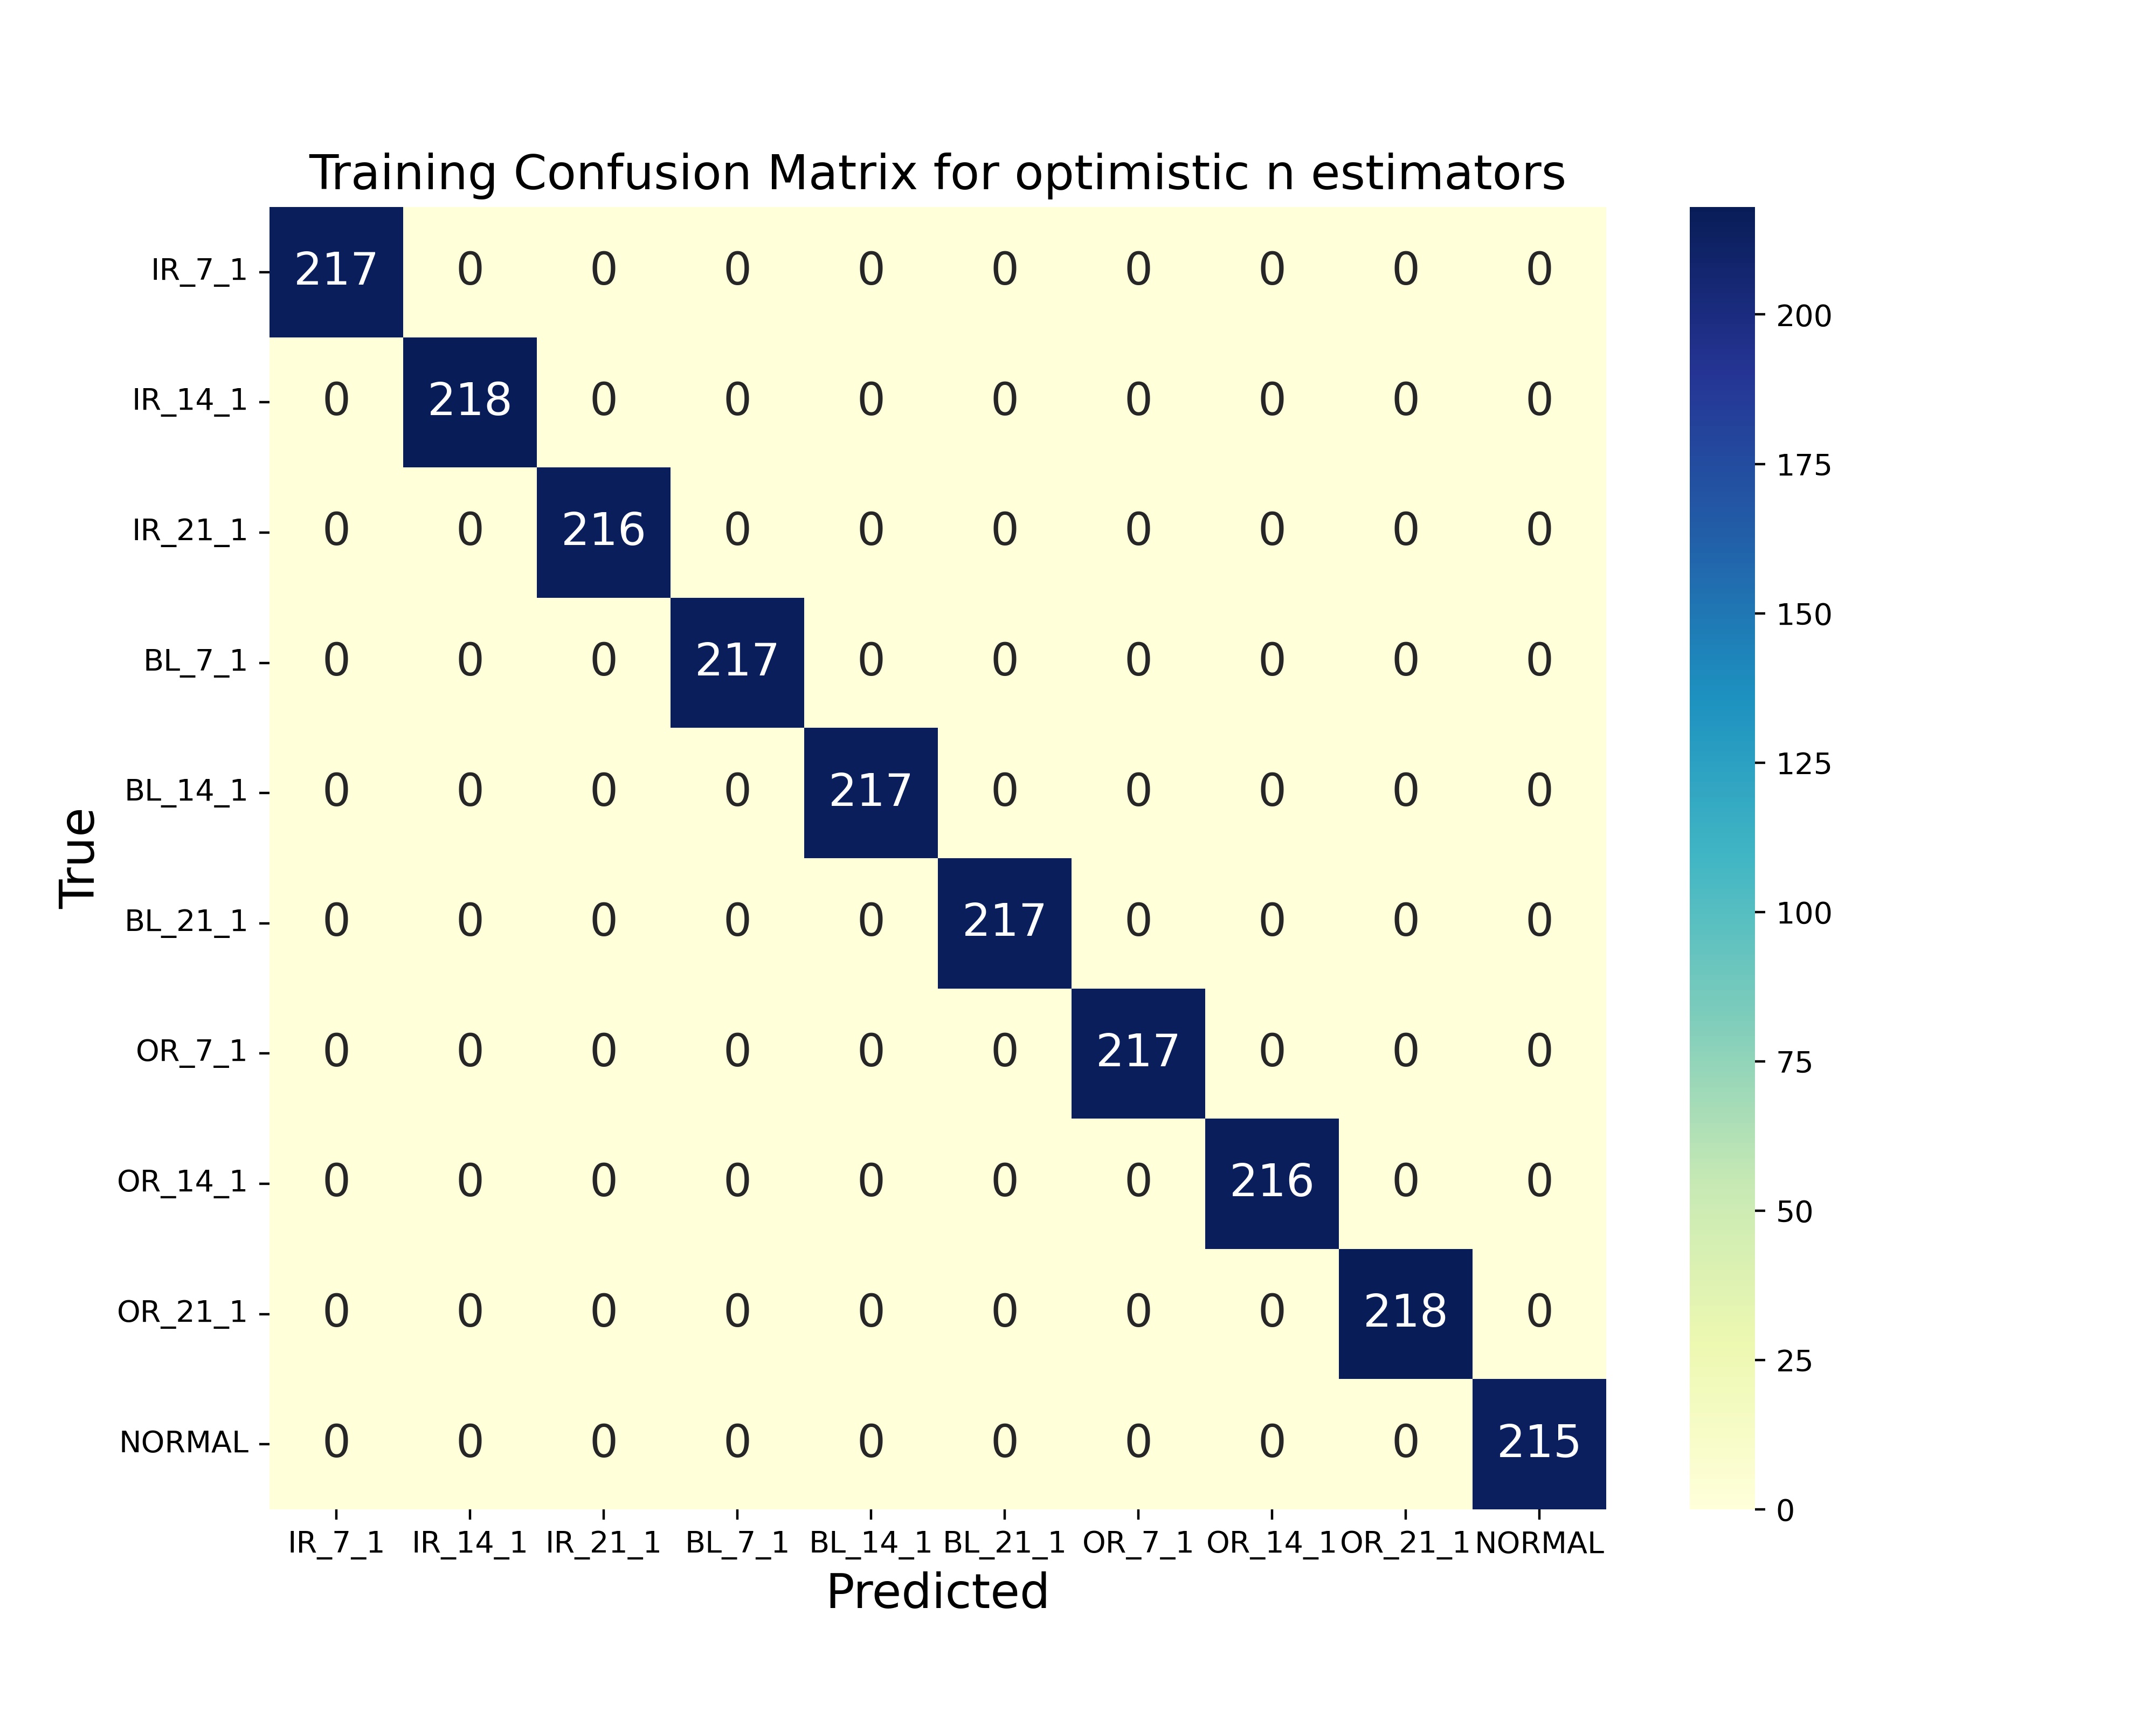 Training Confusion Matrix for optimistic n estimators
IR_7_1 217 0 0 0 0 0 0 0 0 0
IR_14_1 0 218 0 0 0 0 0 0 0 0
IR_21_1 0 0 216 0 0 0 0 0 0 0
BL_7_1 0 0 0 217 0 0 0 0 0 0
BL_14_1 0 0 0 0 217 0 0 0 0 0
BL_21_1 0 0 0 0 0 217 0 0 0 0
OR_7_1 0 0 0 0 0 0 217 0 0 0
OR_14_1 0 0 0 0 0 0 0 216 0 0
OR_21_1 0 0 0 0 0 0 0 0 218 0
NORMAL 0 0 0 0 0 0 0 0 0 215
IR_7_1 IR_14_1 IR_21_1 BL_7_1 BL_14_1 BL_21_1 OR_7_1 OR_14_1 OR_21_1 NORMAL
Predicted
True
200
175
150
125
100
75
50
25
0